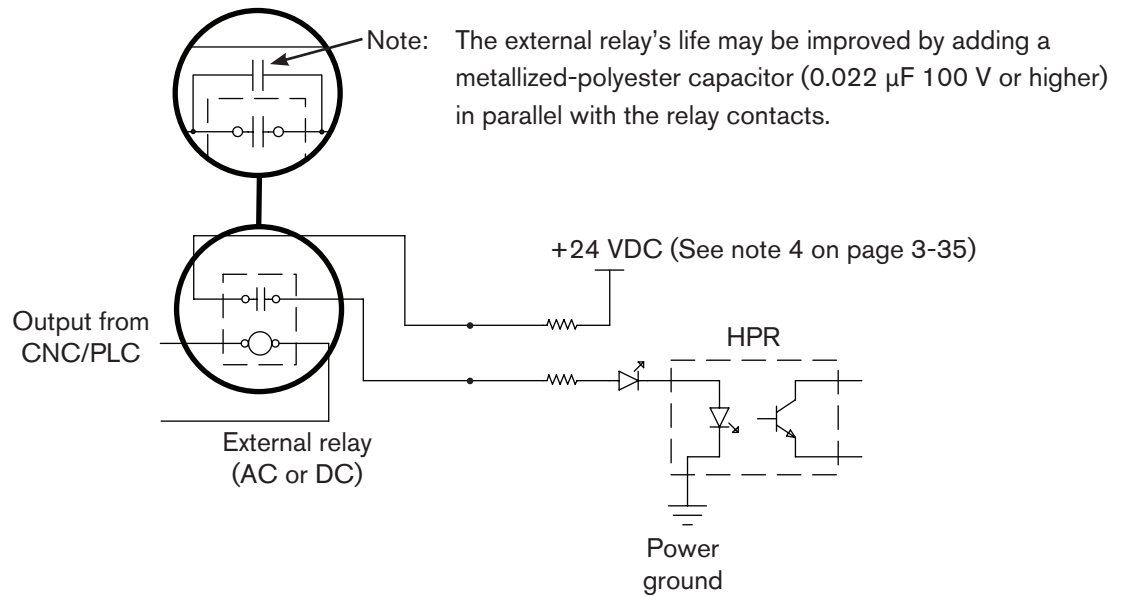 Note: The external relay’s life may be improved by adding a
metallized-polyester capacitor (0.022 µF 100 V or higher)
in parallel with the relay contacts.
+24 VDC (See note 4 on page 3-35)
Output from
CNC/PLC
HPR
External relay
(AC or DC)
Power
ground